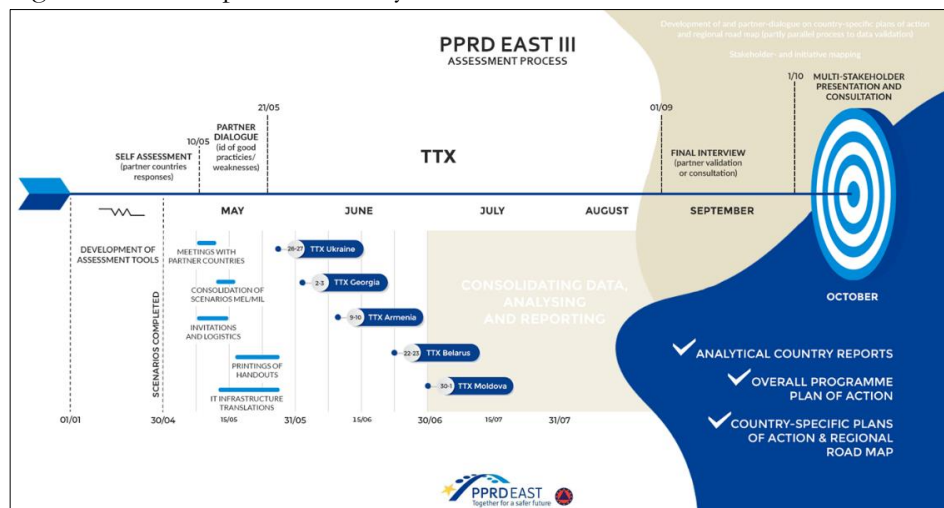 PPRD EAST III
ASSESSMENT PROCESS
Development of and partner-dialogue on country-specific plans of action
and regional road map (partly parallel process to data validation)
Stakeholder- and initiative mapping
1/10
MULTI-STAKEHOLDER
PRESENTATION AND
CONSULTATION
21/05
01/09
PARTNER
DIALOGUE
(id of good
practicies/
weaknesses)
10/05
SELF ASSESSMENT
(partner countries
responses)
TTX
FINAL INTERVIEW
(partner validation
or consultation)
MAY
JUNE
JULY
AUGUST
SEPTEMBER
DEVELOPMENT OF
ASSESSMENT TOOLS
SCENARIOS COMPLETED
MEETINGS WITH
PARTNER COUNTRIES
CONSOLIDATION OF
SCENARIOS MEL/MIL
INVITATIONS
AND LOGISTICS
PRINTINGS OF
HANDOUTS
IT INFRASTRUCTURE
TRANSLATIONS
26-27 TTX Ukraine
2-3 TTX Georgia
9-10 TTX Armenia
22-23 TTX Belarus
30-1 TTX Moldova
CONSOLIDATING DATA,
ANALYSING
AND REPORTING
OCTOBER
ANALYTICAL COUNTRY REPORTS
OVERALL PROGRAMME
PLAN OF ACTION
COUNTRY-SPECIFIC PLANS
OF ACTION & REGIONAL
ROAD MAP
01/01
30/04
15/05
31/05
15/06
30/06
15/07
31/07
PPRD EAST
Together for a safer future